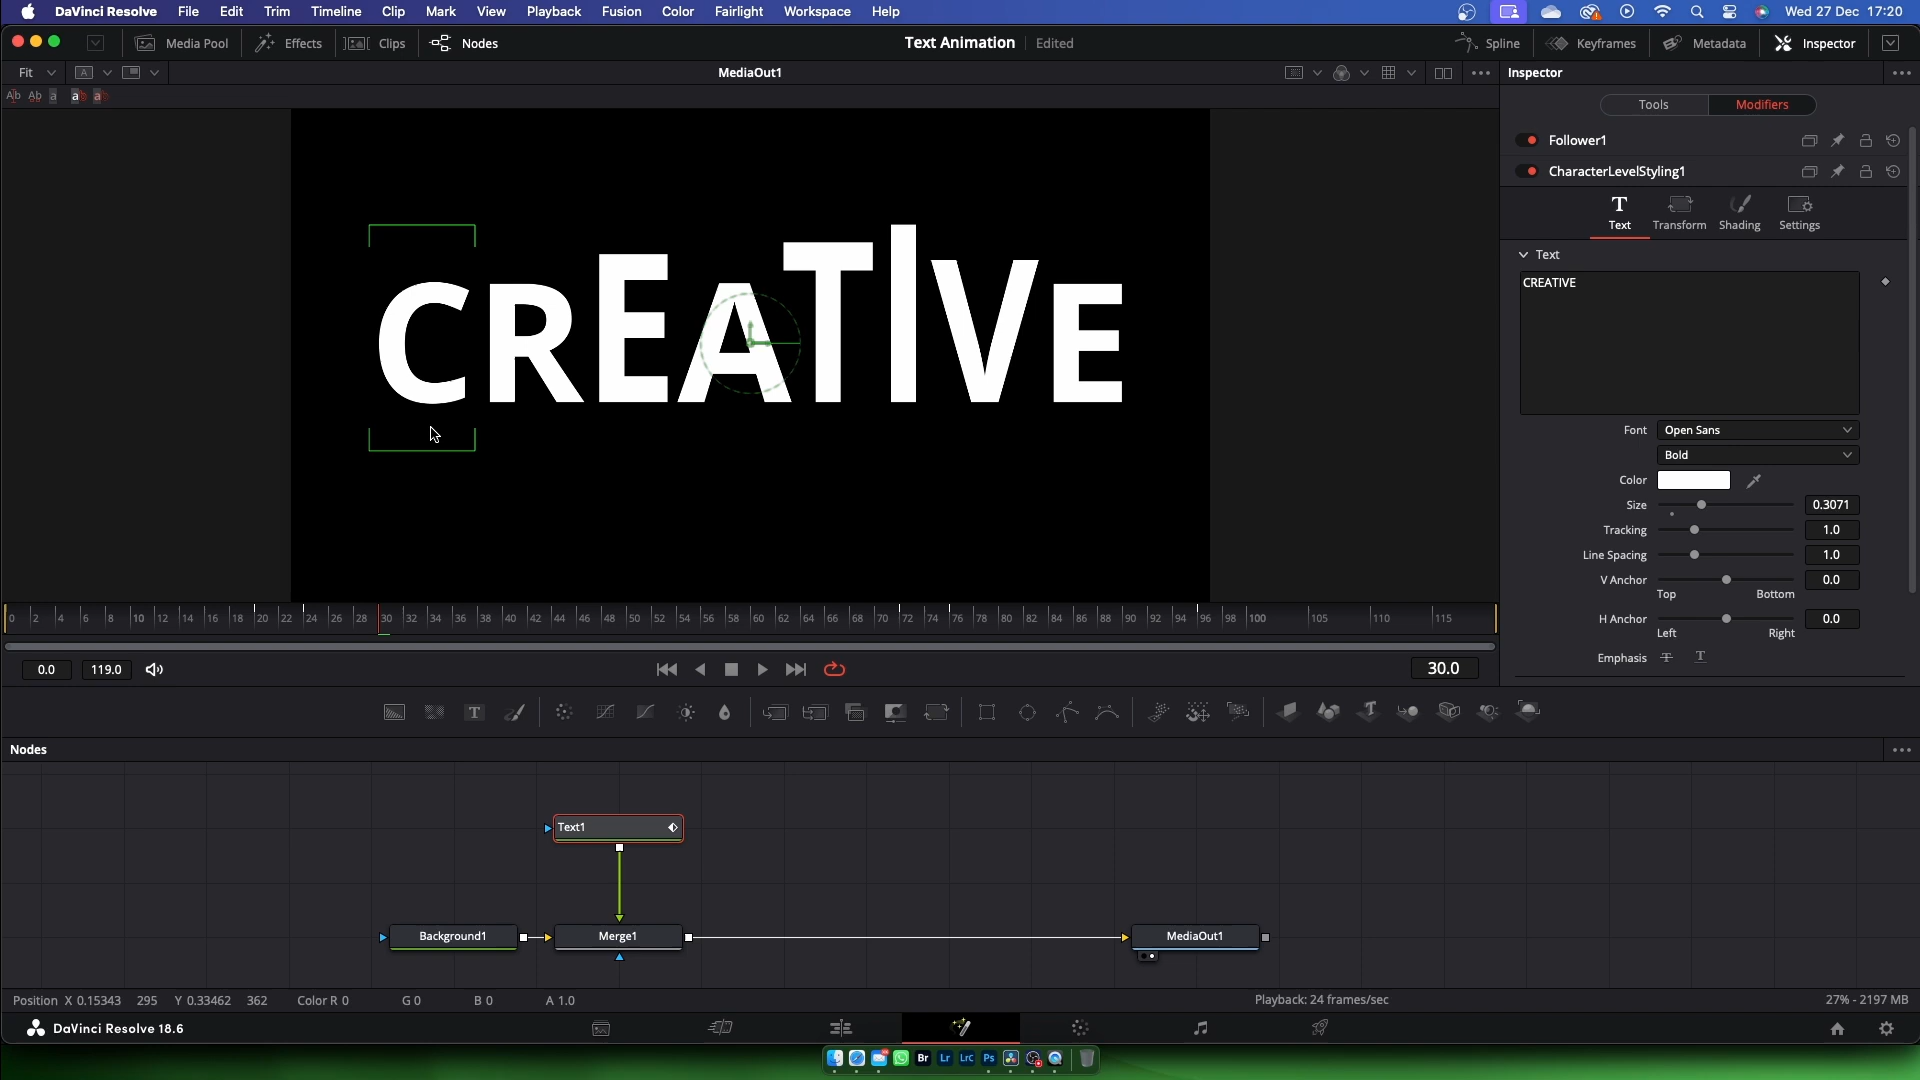 DaVinci Resolve File Edit Trim Timeline Clip Mark View Playback Fusion Color Fairlight Workspace Help Wed 27 Dec 17:20
Media Pool Effects Clips Nodes Text Animation Edited Spline Keyframes Metadata Inspector
Fit A MediaOut1 Inspector
Tools Modifiers
Follower1
CharacterLevelStyling1
T
Text Transform Shading Settings
Text
CREATIVE
CREATIVE
Font Open Sans
Bold
Color
Size 0.3071
Tracking 1.0
Line Spacing 1.0
V Anchor 0.0
Top Bottom
H Anchor 0.0
Left Right
Emphasis T T
0 2 4 6 8 10 12 14 16 18 20 22 24 26 28 30 32 34 36 38 40 42 44 46 48 50 52 54 56 58 60 62 64 66 68 70 72 74 76 78 80 82 84 86 88 90 92 94 96 98 100 105 110 115
0.0 119.0 30.0
T
Nodes
Text1
Background1 Merge1 MediaOut1
Position X 0.15343 295 Y 0.33462 362 Color R 0 G 0 B 0 A 1.0 Playback: 24 frames/sec 27% - 2197 MB
DaVinci Resolve 18.6
Br Lr LrC Ps